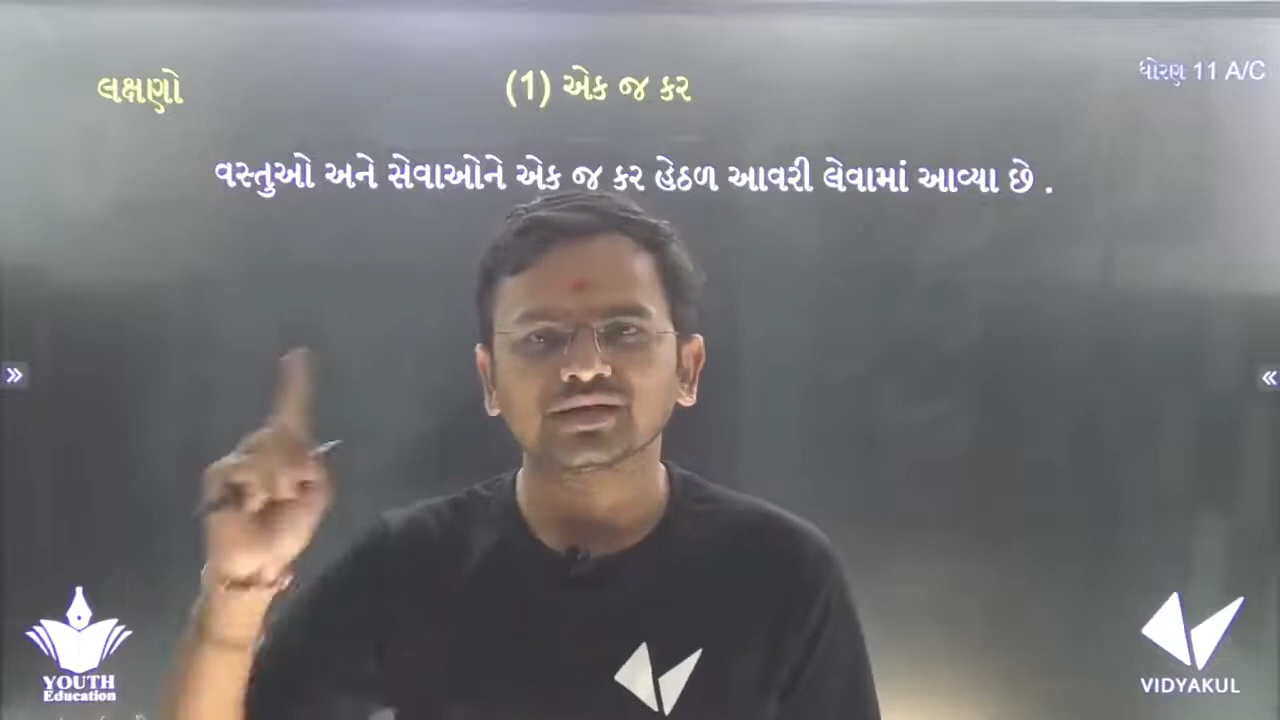 લક્ષણો
(1) એક જ કર
ધોરણ 11 A/C
વસ્તુઓ અને સેવાઓને એક જ કર હેઠળ આવરી લેવામાં આવ્યા છે .
YOUTH
Education
VIDYAKUL